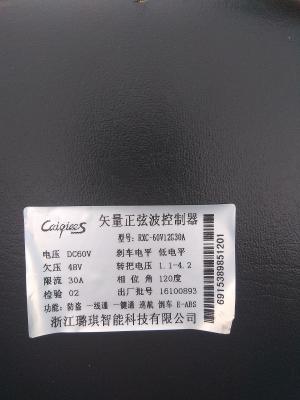 Caiqiees
矢量正弦波控制器
型号: RXC-60V12G30A
电压 DC60V 刹车电平 低电平
欠压 48V 转把电压 1.1-4.2
限流 30A 相位角 120度
检验 02 出厂批号 16100893
功能: 防盗 一线通 一键通 巡航 倒车 E-ABS
浙江璐琪智能科技有限公司
6915389851201